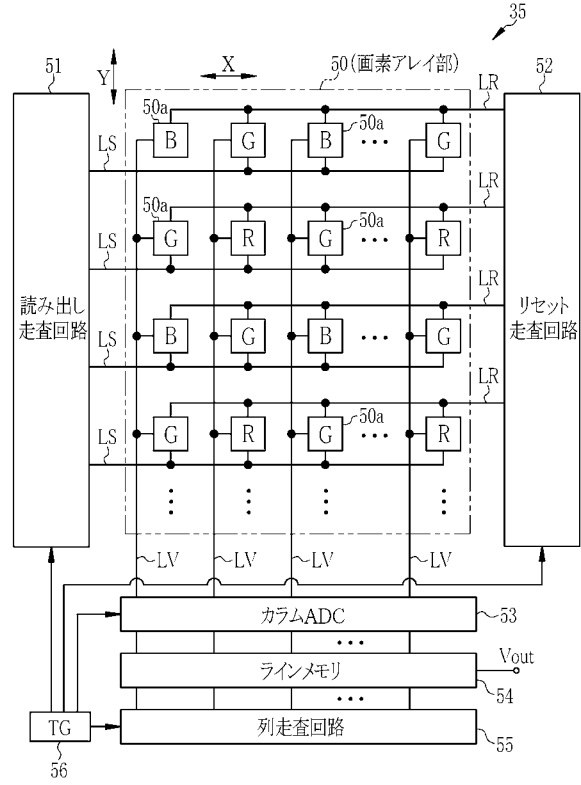 35
51
Y
X
50(画素アレイ部)
52
50a
50a
LR
B
G
B
・・・
G
LS
50a
50a
LR
G
R
G
・・・
R
LS
読み出し
走査回路
リセット
走査回路
LR
B
G
B
・・・
G
LS
50a
LR
G
R
G
・・・
R
LS
LV
LV
LV
LV
カラムADC
53
・・・
ラインメモリ
Vout
54
・・・
TG
列走査回路
55
56